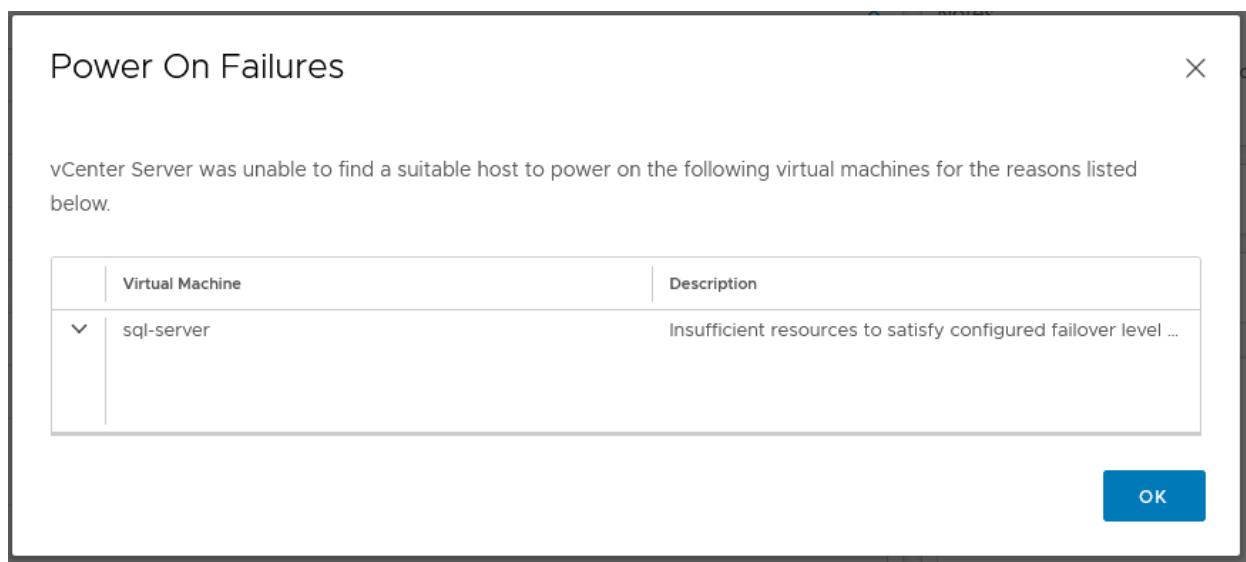 Notes
Power On Failures
vCenter Server was unable to find a suitable host to power on the following virtual machines for the reasons listed
below.
Virtual Machine
Description
sql-server
Insufficient resources to satisfy configured failover level ...
OK